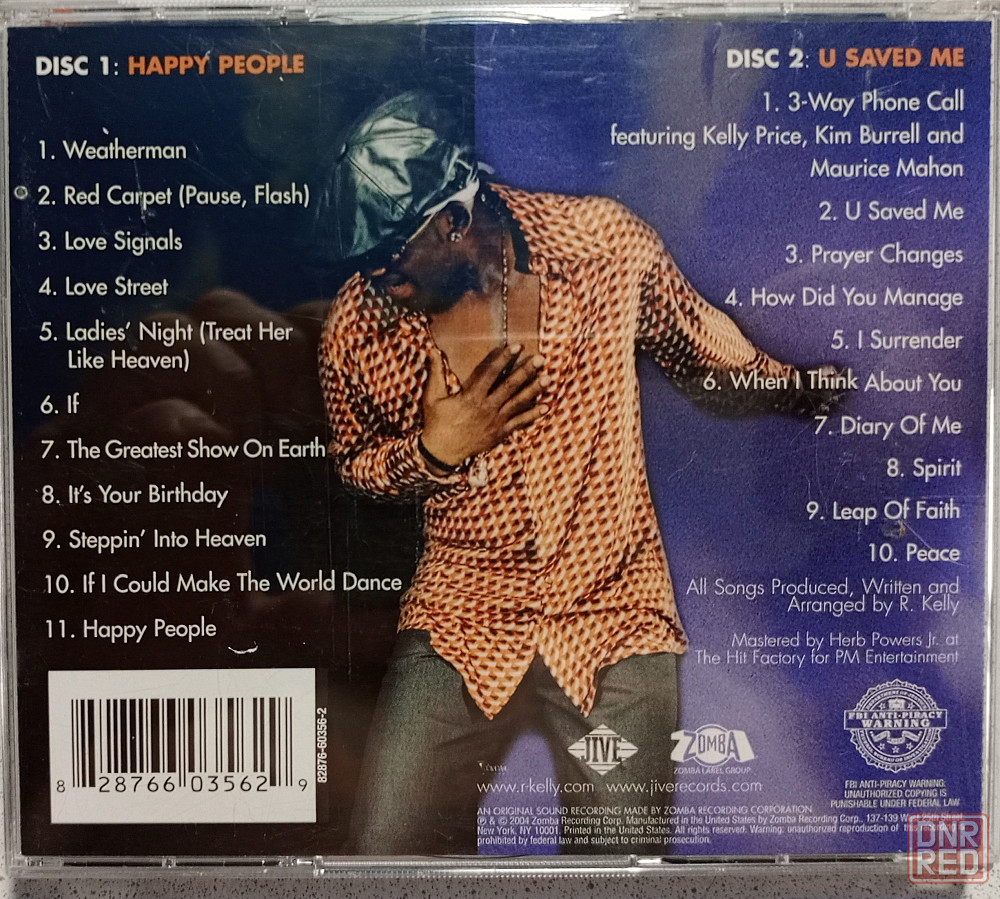 DISC 1: HAPPY PEOPLE
1. Weatherman
2. Red Carpet (Pause, Flash)
3. Love Signals
4. Love Street
5. Ladies' Night (Treat Her
Like Heaven)
6. If
7. The Greatest Show On Earth
8. It's Your Birthday
9. Steppin' Into Heaven
10. If I Could Make The World Dance
11. Happy People
DISC 2: U SAVED ME
1. 3-Way Phone Call
featuring Kelly Price, Kim Burrell and
Maurice Mahon
2. U Saved Me
3. Prayer Changes
4. How Did You Manage
5. I Surrender
6. When I Think About You
7. Diary Of Me
8. Spirit
9. Leap Of Faith
10. Peace
All Songs Produced, Written and
Arranged by R. Kelly
Mastered by Herb Powers Jr. at
The Hit Factory for PM Entertainment
8 28766 03562 9
82876-60356-2
JIVE
ZOMBA
ZOMBA LABEL GROUP
www.r-kelly.com www.jiverecords.com
FBI ANTI-PIRACY
WARNING
FBI ANTI-PIRACY WARNING:
UNAUTHORIZED COPYING IS
PUNISHABLE UNDER FEDERAL LAW
AN ORIGINAL SOUND RECORDING MADE BY ZOMBA RECORDING CORPORATION
℗ & © 2004 Zomba Recording Corp. Manufactured in the United States by Zomba Recording Corp., 137-139 West 25th Street,
New York, NY, 10001. Printed in the United States. All rights reserved. Warning: unauthorized reproduction of this recording is
prohibited by federal law and subject to criminal prosecution.
DNR
RED